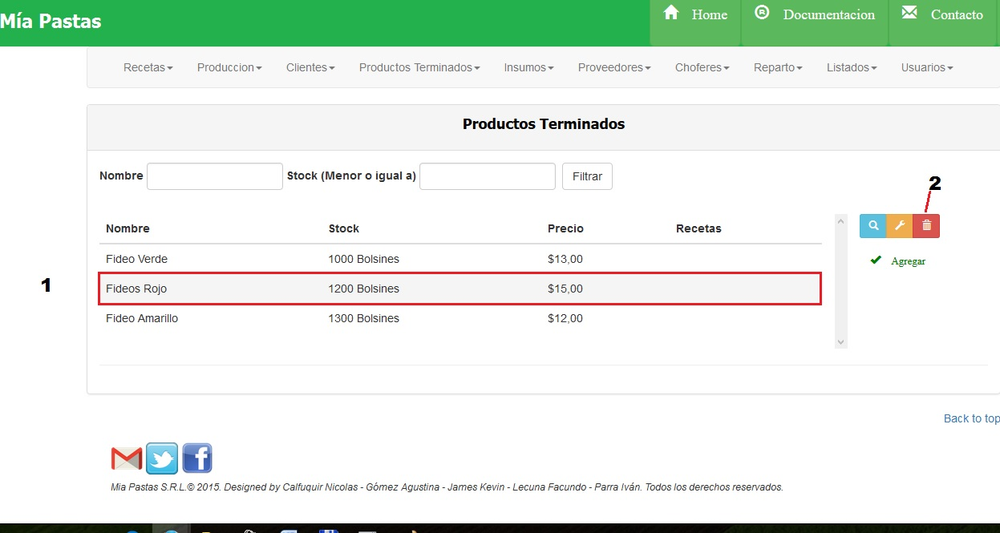 Mía Pastas
Home
Documentacion
Contacto
Recetas Produccion Clientes Productos Terminados Insumos Proveedores Choferes Reparto Listados Usuarios
Productos Terminados
Nombre Stock (Menor o igual a) Filtrar
2
Nombre Stock Precio Recetas
Fideo Verde 1000 Bolsines $13,00
Agregar
1
Fideos Rojo 1200 Bolsines $15,00
Fideo Amarillo 1300 Bolsines $12,00
Back to top
Mia Pastas S.R.L.© 2015. Designed by Calfuquir Nicolas - Gómez Agustina - James Kevin - Lecuna Facundo - Parra Iván. Todos los derechos reservados.